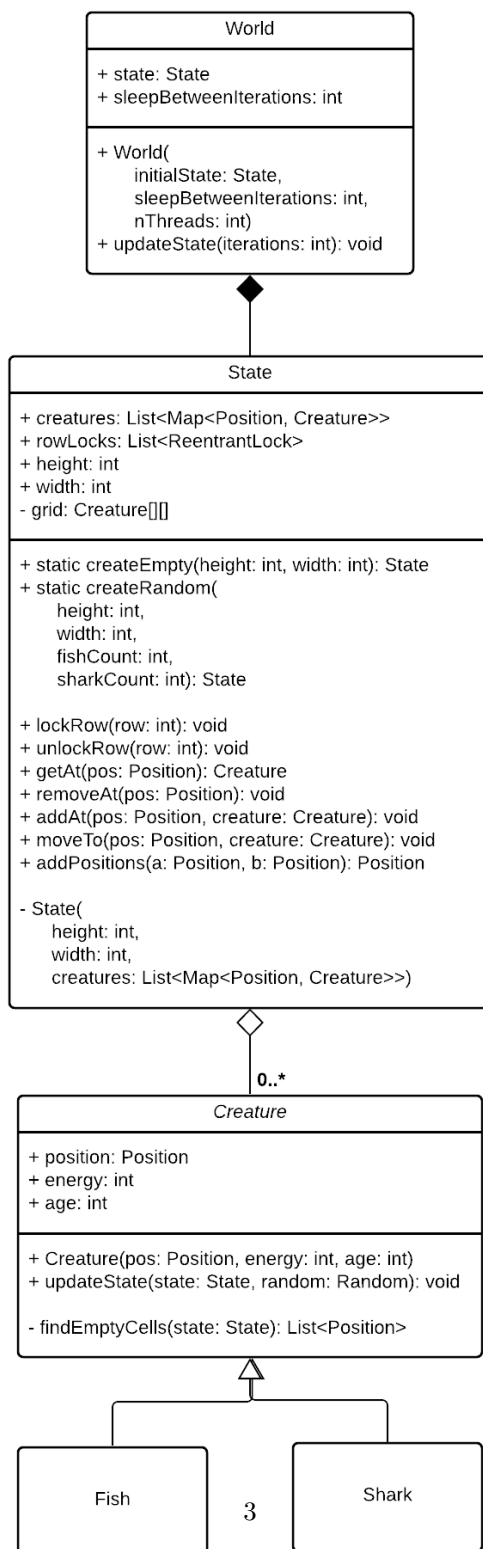 World
+ state: State
+ sleepBetweenIterations: int
+ World(
initialState: State,
sleepBetweenIterations: int,
nThreads: int)
+ updateState(iterations: int): void
State
+ creatures: List<Map<Position, Creature>>
+ rowLocks: List<ReentrantLock>
+ height: int
+ width: int
- grid: Creature[][]
+ static createEmpty(height: int, width: int): State
+ static createRandom(
height: int,
width: int,
fishCount: int,
sharkCount: int): State
+ lockRow(row: int): void
+ unlockRow(row: int): void
+ getAt(pos: Position): Creature
+ removeAt(pos: Position): void
+ addAt(pos: Position, creature: Creature): void
+ moveTo(pos: Position, creature: Creature): void
+ addPositions(a: Position, b: Position): Position
- State(
height: int,
width: int,
creatures: List<Map<Position, Creature>>)
0..*
Creature
+ position: Position
+ energy: int
+ age: int
+ Creature(pos: Position, energy: int, age: int)
+ updateState(state: State, random: Random): void
- findEmptyCells(state: State): List<Position>
Fish
Shark
3